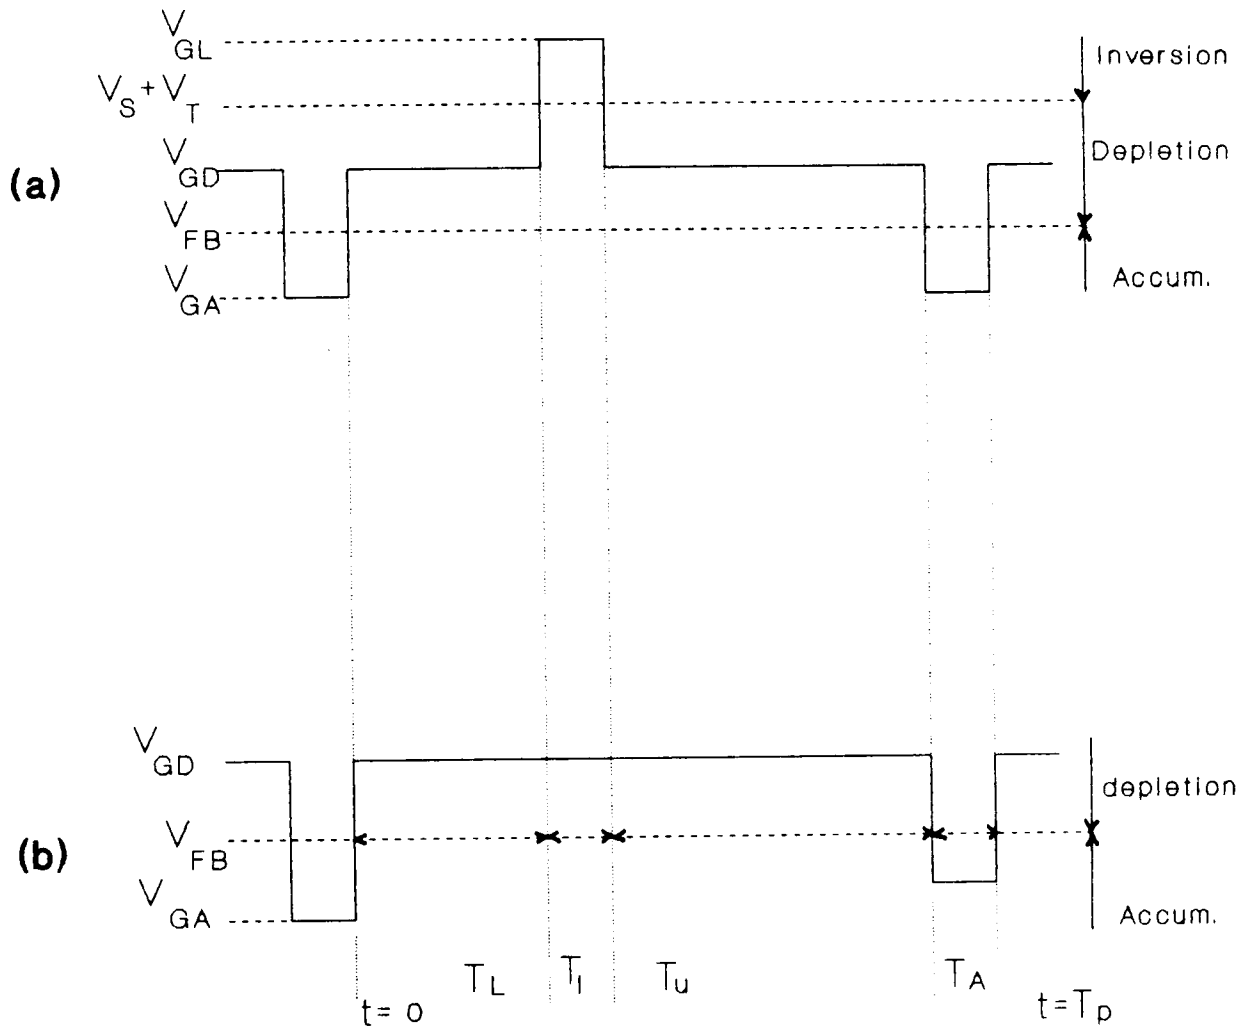 V_GL
Inversion
V_S + V_T
(a)
V_GD
Depletion
V_FB
V_GA
Accum.
V_GD
depletion
(b)
V_FB
V_GA
Accum.
T_L T_I T_u T_A
t= 0 t=T_p